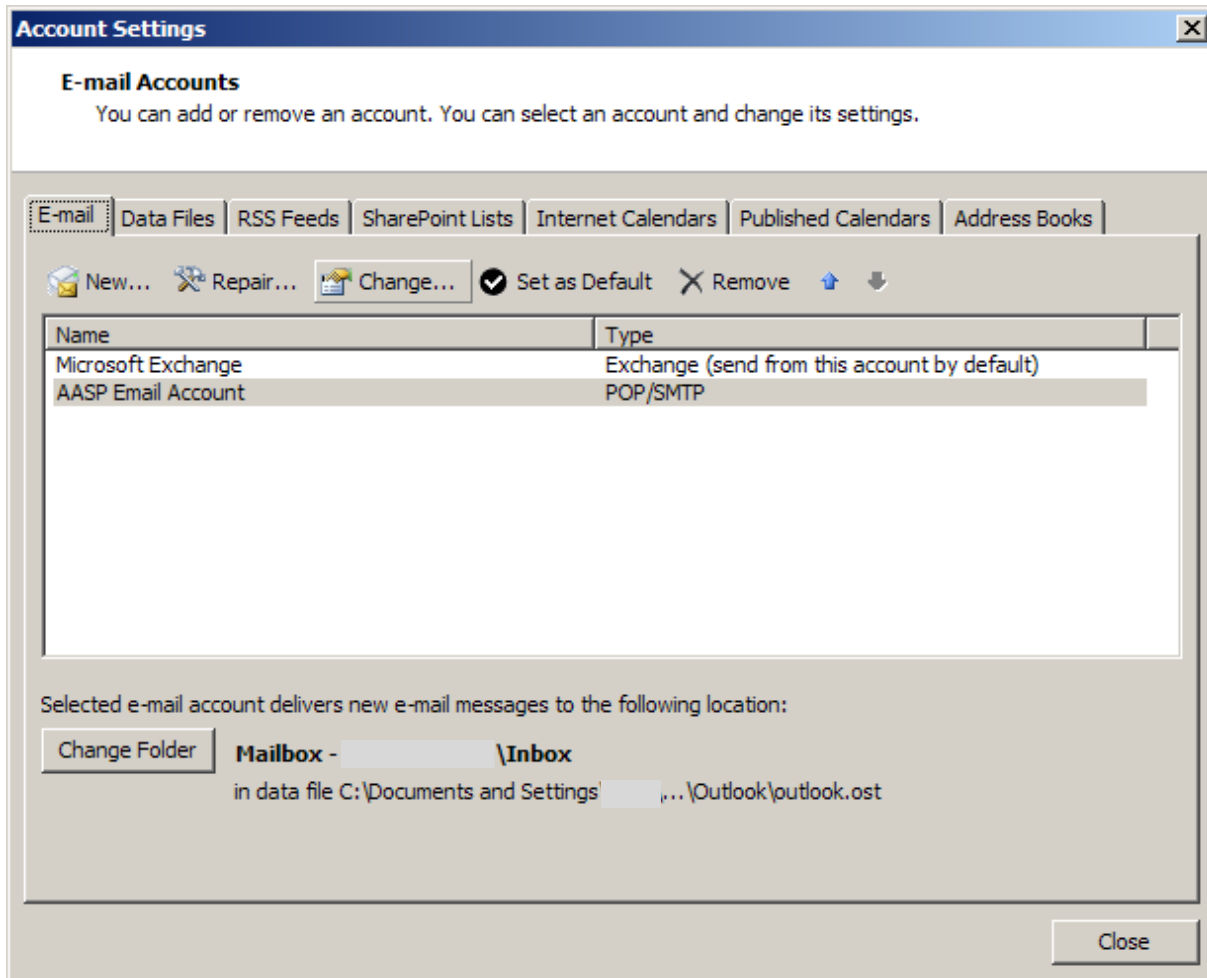 Account Settings
E-mail Accounts
You can add or remove an account. You can select an account and change its settings.
E-mail Data Files RSS Feeds SharePoint Lists Internet Calendars Published Calendars Address Books
New... Repair... Change... Set as Default Remove
Name Type
Microsoft Exchange Exchange (send from this account by default)
AASP Email Account POP/SMTP
Selected e-mail account delivers new e-mail messages to the following location:
Change Folder Mailbox - \Inbox
in data file C:\Documents and Settings\ \...\Outlook\outlook.ost
Close